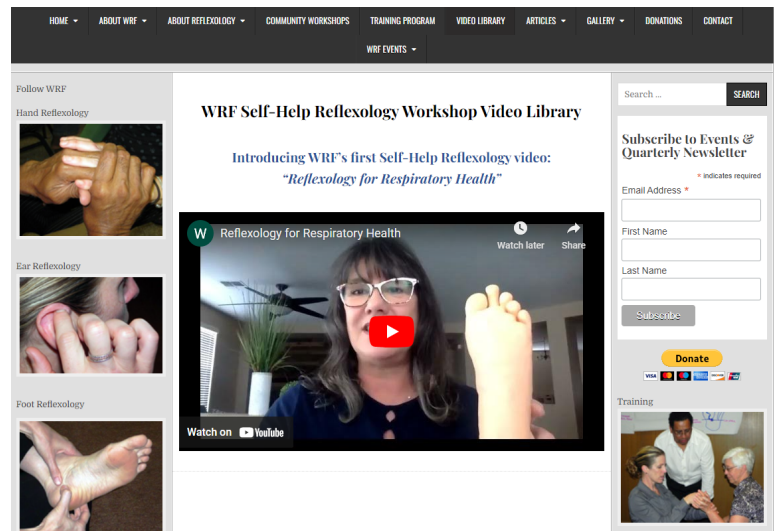 HOME
ABOUT WRF
ABOUT REFLEXOLOGY
COMMUNITY WORKSHOPS
TRAINING PROGRAM
VIDEO LIBRARY
ARTICLES
GALLERY
DONATIONS
CONTACT
WRF EVENTS
Follow WRF
Hand Reflexology
Ear Reflexology
Foot Reflexology
WRF Self-Help Reflexology Workshop Video Library
Introducing WRF's first Self-Help Reflexology video:
“Reflexology for Respiratory Health”
W
Reflexology for Respiratory Health
Watch later
Share
Watch on YouTube
Search ...
SEARCH
Subscribe to Events &
Quarterly Newsletter
* indicates required
Email Address *
First Name
Last Name
Subscribe
Donate
VISA
Training